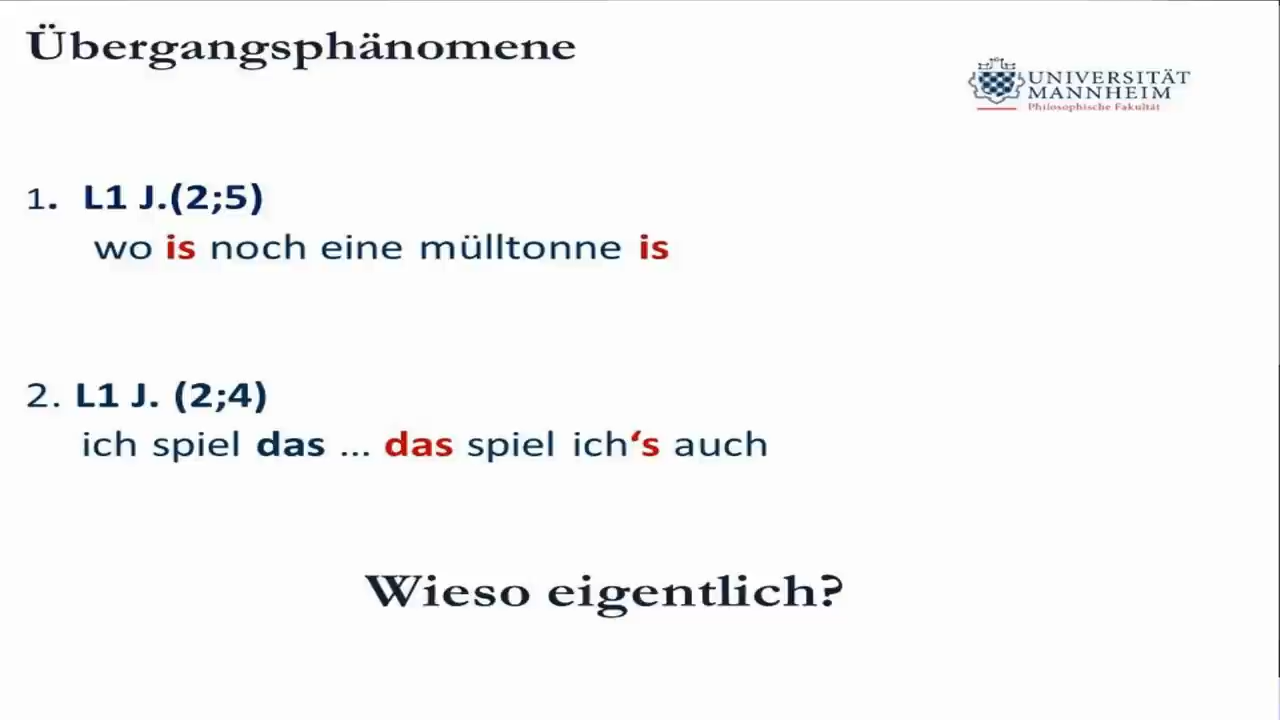 Übergangsphänomene
UNIVERSITÄT
MANNHEIM
Philosophische Fakultät
1. L1 J.(2;5)
wo is noch eine mülltonne is
2. L1 J. (2;4)
ich spiel das ... das spiel ich‘s auch
Wieso eigentlich?